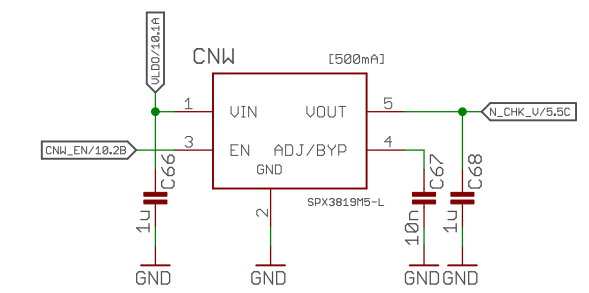 VLDO/10.1A
CNW
[500mA]
1
VIN
VOUT
5
N_CHK_V/5.5C
CNW_EN/10.2B
3
EN
ADJ/BYP
4
GND
C66
C67
C68
SPX3819M5-L
2
1u
10n
1u
GND
GND
GND
GND